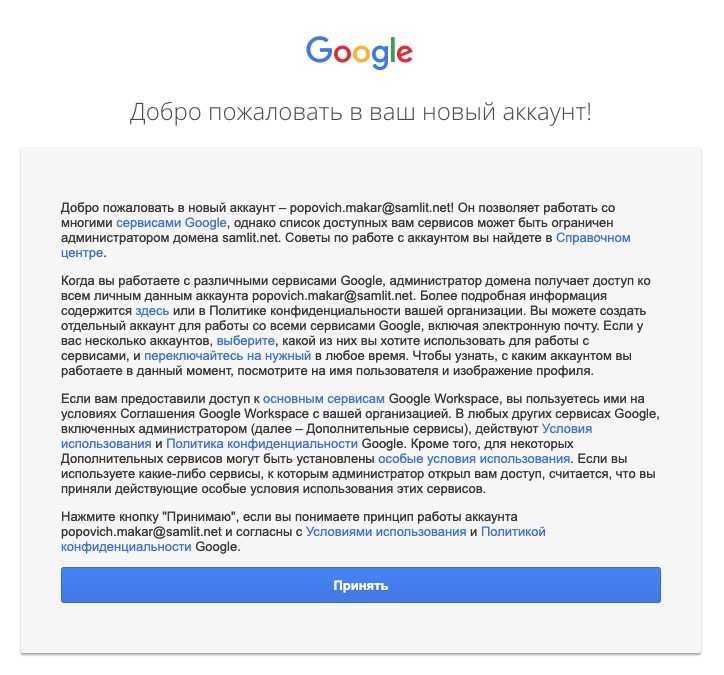 Google
Добро пожаловать в ваш новый аккаунт!
Добро пожаловать в новый аккаунт – popovich.makar@samlit.net! Он позволяет работать со
многими сервисами Google, однако список доступных вам сервисов может быть ограничен
администратором домена samlit.net. Советы по работе с аккаунтом вы найдете в Справочном
центре.
Когда вы работаете с различными сервисами Google, администратор домена получает доступ ко
всем личным данным аккаунта popovich.makar@samlit.net. Более подробная информация
содержится здесь или в Политике конфиденциальности вашей организации. Вы можете создать
отдельный аккаунт для работы со всеми сервисами Google, включая электронную почту. Если у
вас несколько аккаунтов, выберите, какой из них вы хотите использовать для работы с
сервисами, и переключайтесь на нужный в любое время. Чтобы узнать, с каким аккаунтом вы
работаете в данный момент, посмотрите на имя пользователя и изображение профиля.
Если вам предоставили доступ к основным сервисам Google Workspace, вы пользуетесь ими на
условиях Соглашения Google Workspace с вашей организацией. В любых других сервисах Google,
включенных администратором (далее – Дополнительные сервисы), действуют Условия
использования и Политика конфиденциальности Google. Кроме того, для некоторых
Дополнительных сервисов могут быть установлены особые условия использования. Если вы
используете какие-либо сервисы, к которым администратор открыл вам доступ, считается, что вы
приняли действующие особые условия использования этих сервисов.
Нажмите кнопку "Принимаю", если вы понимаете принцип работы аккаунта
popovich.makar@samlit.net и согласны с Условиями использования и Политикой
конфиденциальности Google.
Принять